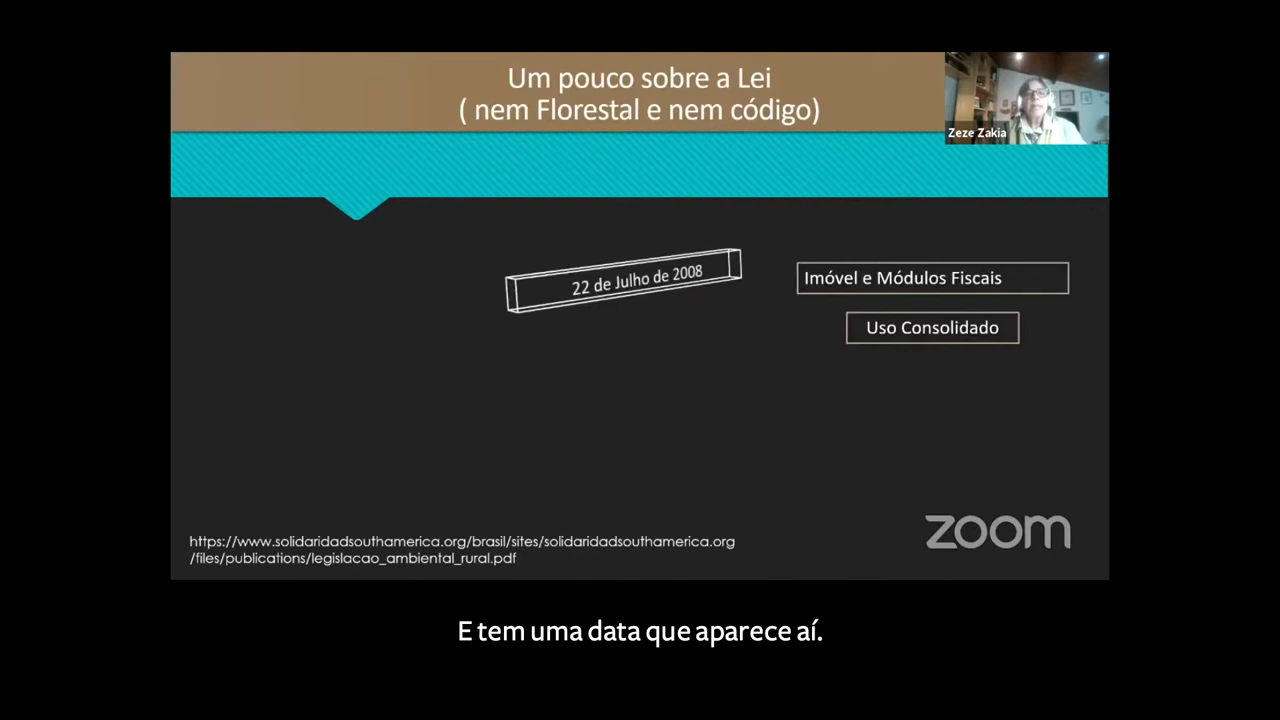 Um pouco sobre a Lei
( nem Florestal e nem código)
Zeze Zakia
22 de Julho de 2008
Imóvel e Módulos Fiscais
Uso Consolidado
https://www.solidaridadsouthamerica.org/brasil/sites/solidaridadsouthamerica.org
/files/publications/legislacao_ambiental_rural.pdf
zoom
E tem uma data que aparece aí.